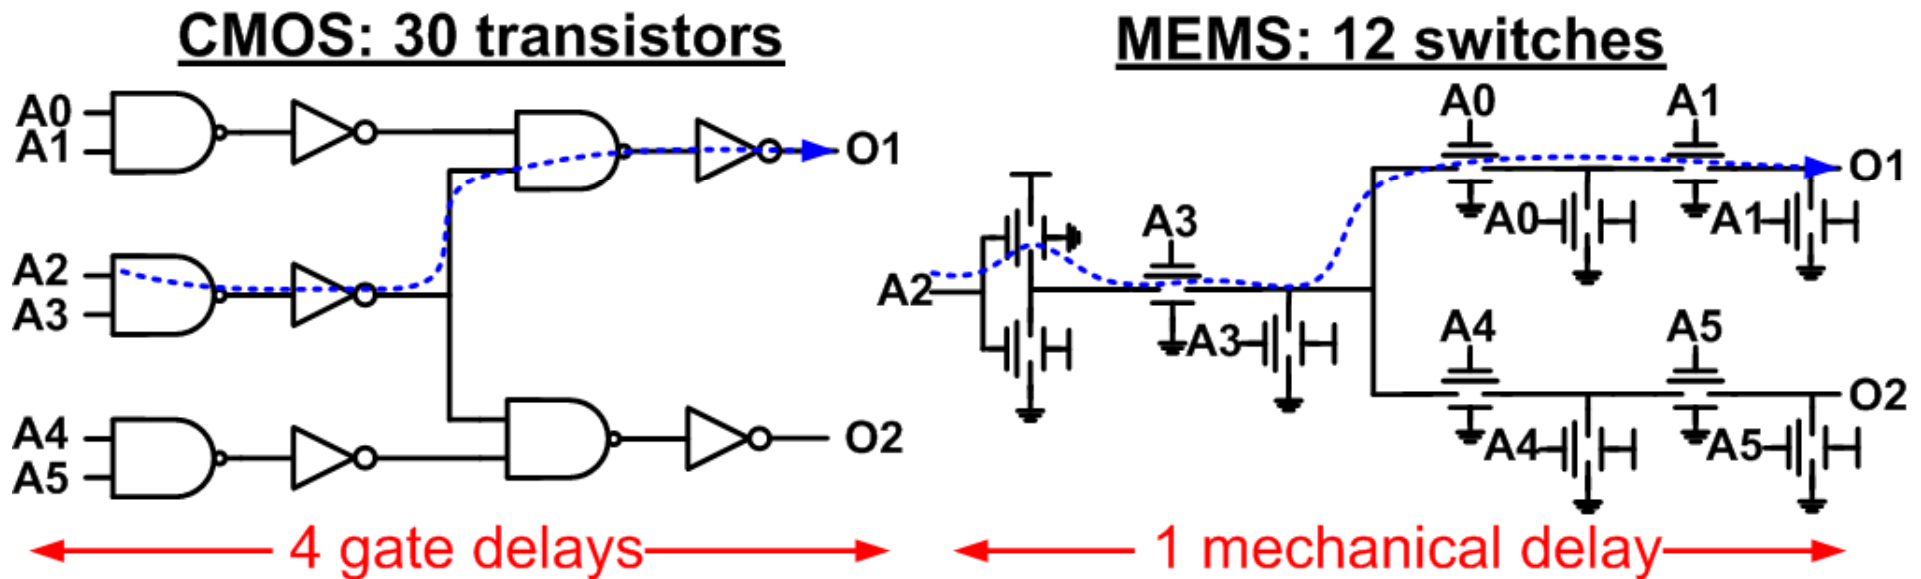 CMOS: 30 transistors
A0
A1
A2
A3
A4
A5
O1
O2
4 gate delays
MEMS: 12 switches
A0
A1
O1
A0
A1
A3
A2
A3
A4
A5
O2
A4
A5
1 mechanical delay